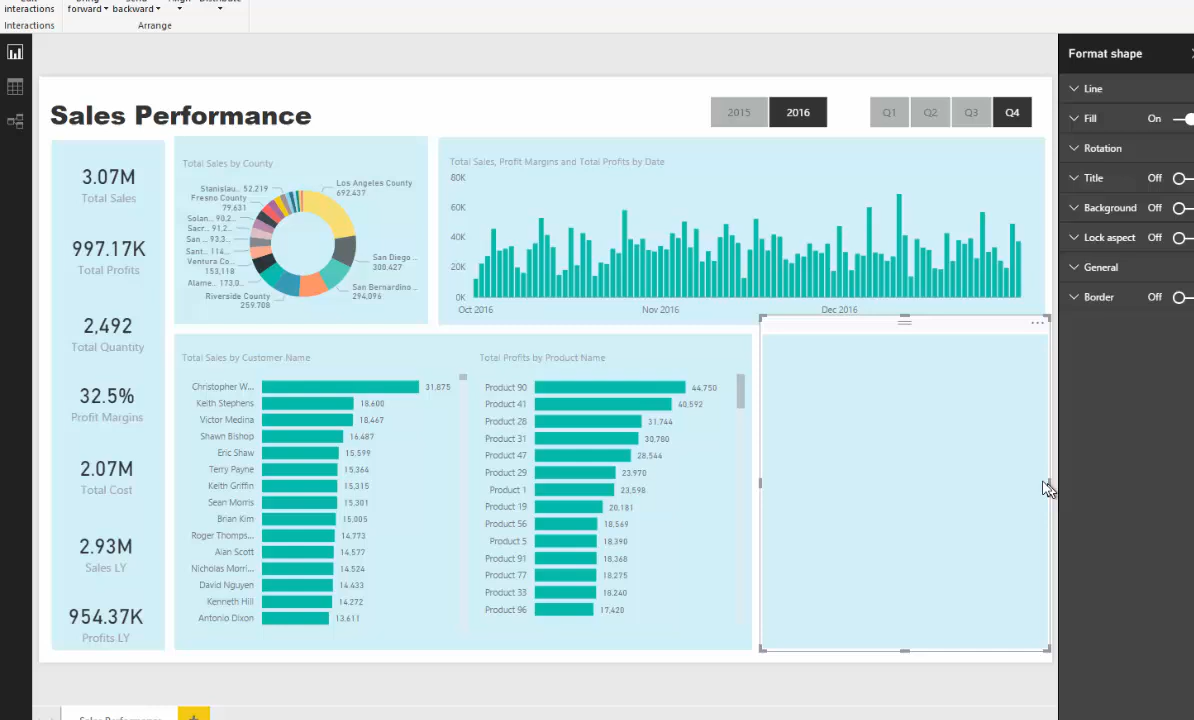 interactions
forward
backward
Interactions
Arrange
Sales Performance
2015
2016
Q1
Q2
Q3
Q4
3.07M
Total Sales
997.17K
Total Profits
2,492
Total Quantity
32.5%
Profit Margins
2.07M
Total Cost
2.93M
Sales LY
954.37K
Profits LY
Total Sales by County
Stanislau... 52,219
Fresno County
79,631
Solan... 90,2...
Sacr... 91,2...
San ... 93,3...
Sant... 114...
Ventura Co...
153,118
Alame... 173,0...
Riverside County
259,708
Los Angeles County
692,437
San Diego ...
300,427
San Bernardino ...
294,096
Total Sales, Profit Margins and Total Profits by Date
80K
60K
40K
20K
0K
Oct 2016
Nov 2016
Dec 2016
Total Sales by Customer Name
Christopher W... 31,875
Keith Stephens 18,600
Victor Medina 18,467
Shawn Bishop 16,487
Eric Shaw 15,599
Terry Payne 15,364
Keith Griffin 15,315
Sean Morris 15,301
Brian Kim 15,005
Roger Thomps... 14,773
Alan Scott 14,577
Nicholas Morri... 14,524
David Nguyen 14,433
Kenneth Hill 14,272
Antonio Dixon 13,611
Total Profits by Product Name
Product 90 44,750
Product 41 40,592
Product 28 31,744
Product 31 30,780
Product 47 28,544
Product 29 23,970
Product 1 23,598
Product 19 20,181
Product 56 18,569
Product 5 18,390
Product 91 18,368
Product 77 18,275
Product 33 18,240
Product 96 17,420
Format shape
Line
Fill On
Rotation
Title Off
Background Off
Lock aspect Off
General
Border Off